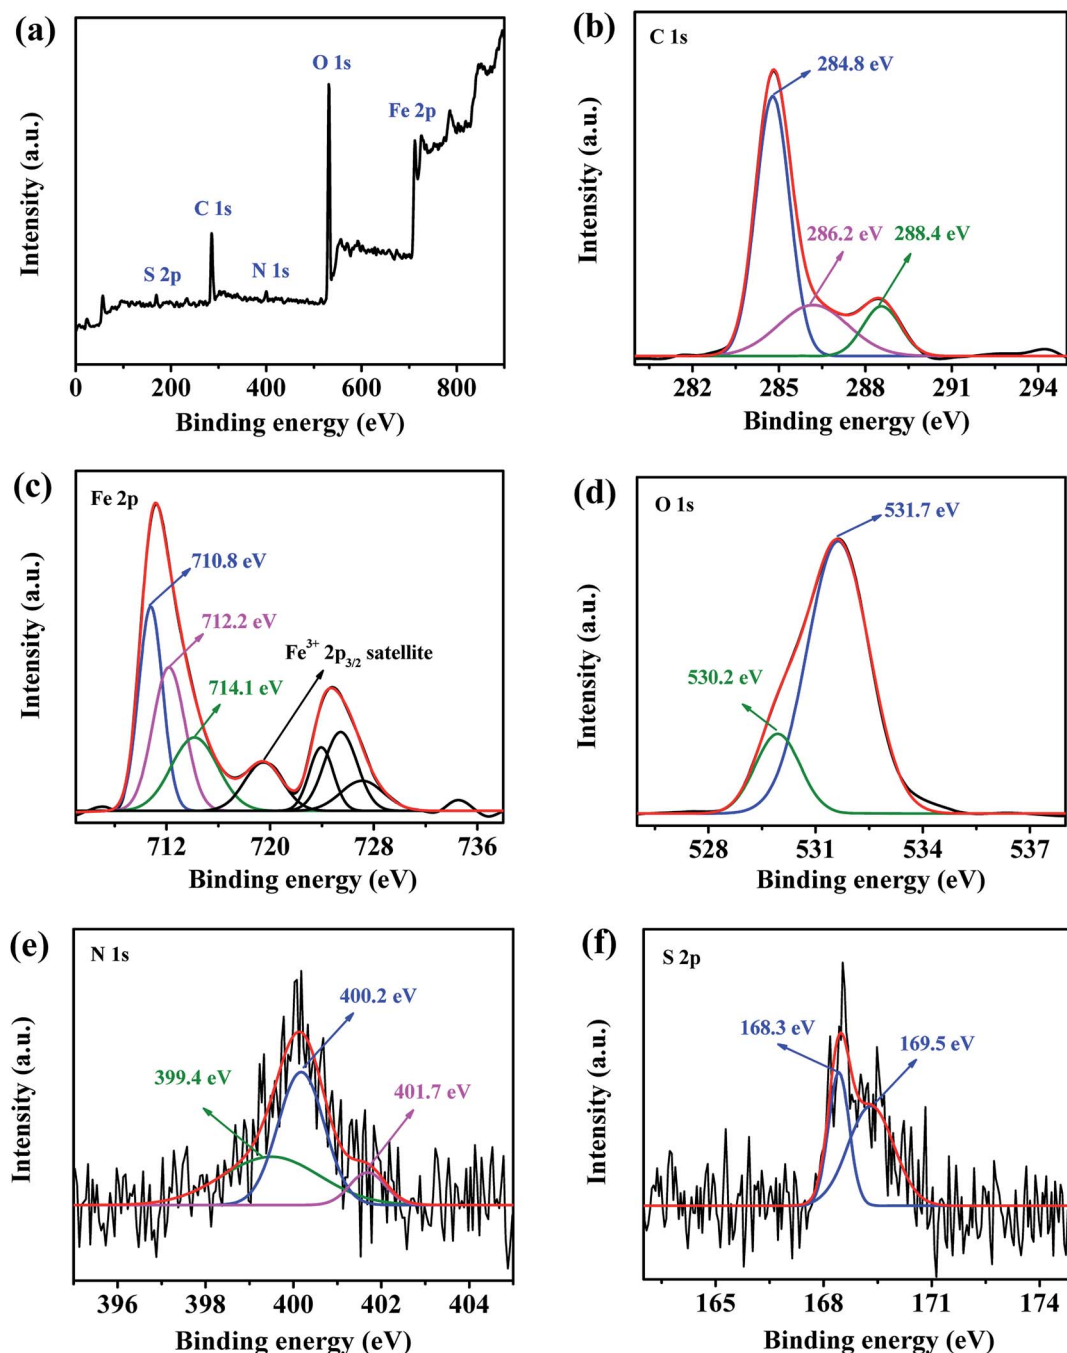 (a)
O 1s
Fe 2p
C 1s
S 2p
N 1s
Intensity (a.u.)
0 200 400 600 800
Binding energy (eV)
(b)
C 1s
284.8 eV
286.2 eV
288.4 eV
Intensity (a.u.)
282 285 288 291 294
Binding energy (eV)
(c)
Fe 2p
710.8 eV
712.2 eV
Fe³⁺ 2p₃/₂ satellite
714.1 eV
Intensity (a.u.)
712 720 728 736
Binding energy (eV)
(d)
O 1s
531.7 eV
530.2 eV
Intensity (a.u.)
528 531 534 537
Binding energy (eV)
(e)
N 1s
400.2 eV
399.4 eV
401.7 eV
Intensity (a.u.)
396 398 400 402 404
Binding energy (eV)
(f)
S 2p
168.3 eV
169.5 eV
Intensity (a.u.)
165 168 171 174
Binding energy (eV)